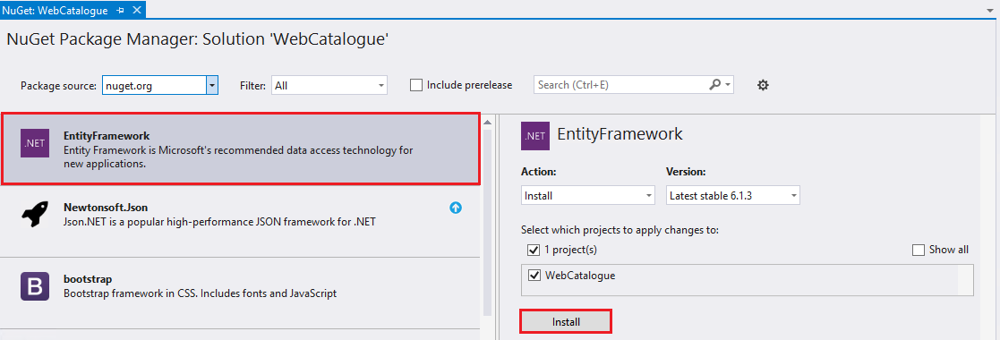 NuGet: WebCatalogue
NuGet Package Manager: Solution 'WebCatalogue'
Package source: nuget.org Filter: All Include prerelease Search (Ctrl+E)
.NET
EntityFramework
Entity Framework is Microsoft's recommended data access technology for
new applications.
Newtonsoft.Json
Json.NET is a popular high-performance JSON framework for .NET
B
bootstrap
Bootstrap framework in CSS. Includes fonts and JavaScript
.NET
EntityFramework
Action: Version:
Install Latest stable 6.1.3
Select which projects to apply changes to:
1 project(s) Show all
WebCatalogue
Install